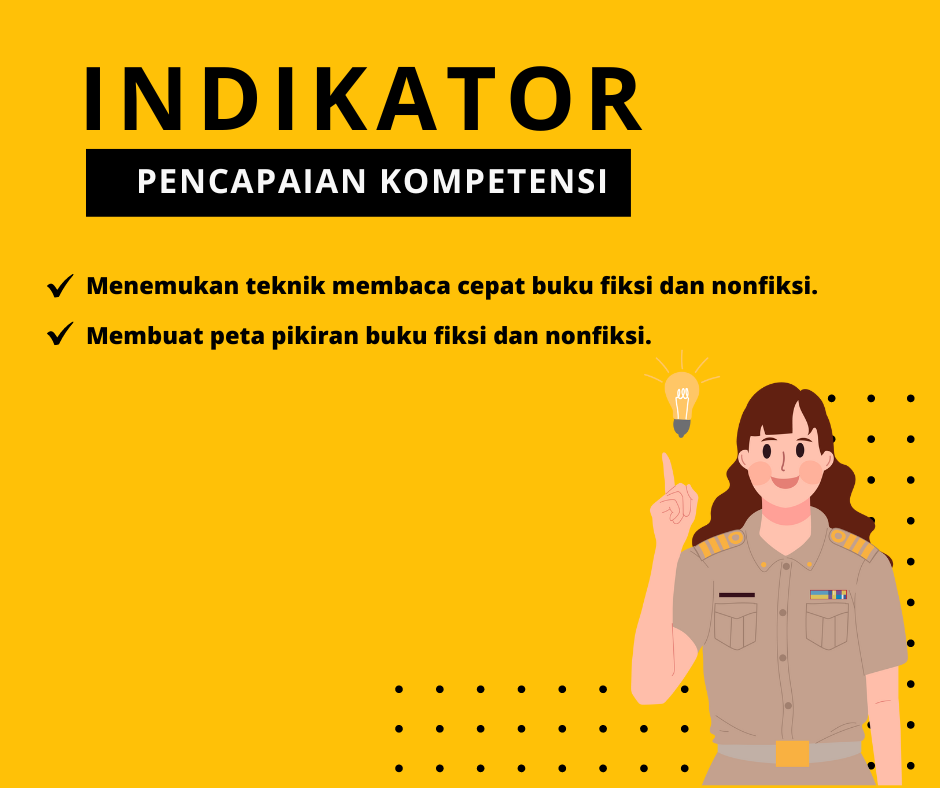 INDIKATOR
PENCAPAIAN KOMPETENSI
Menemukan teknik membaca cepat buku fiksi dan nonfiksi.
Membuat peta pikiran buku fiksi dan nonfiksi.